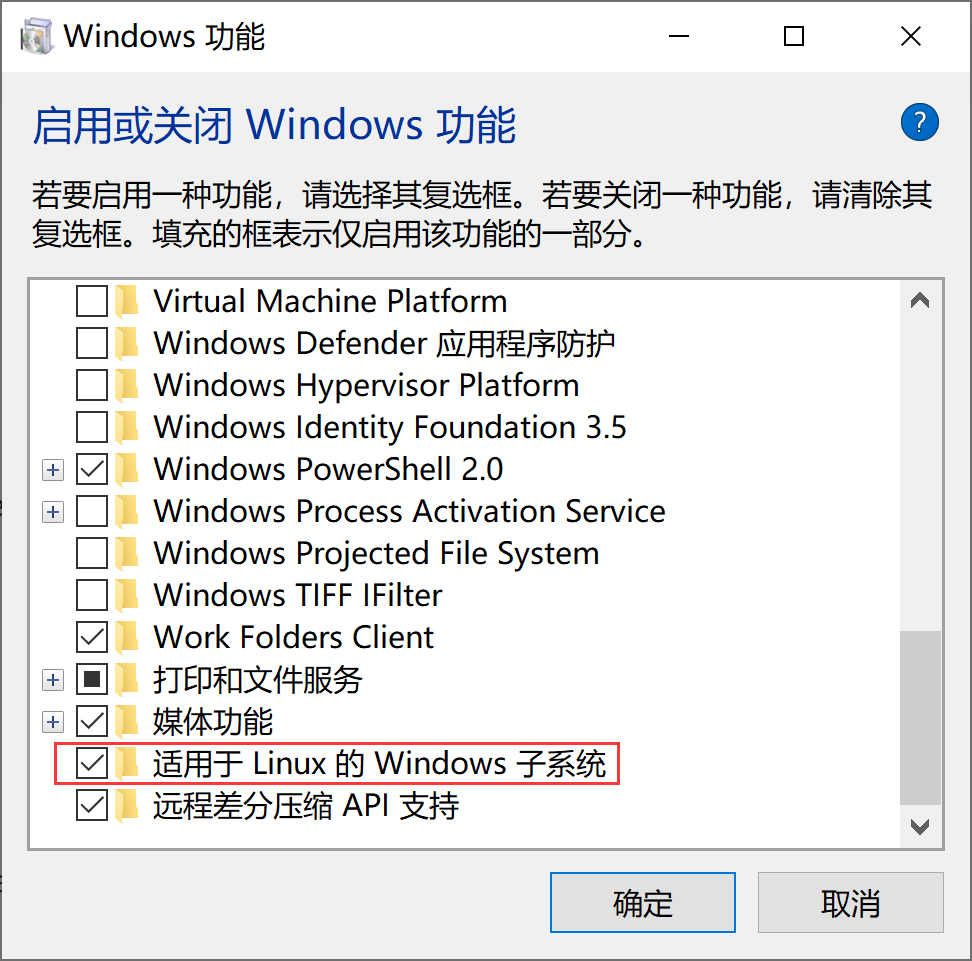 Windows 功能
启用或关闭 Windows 功能
?
若要启用一种功能，请选择其复选框。若要关闭一种功能，请清除其
复选框。填充的框表示仅启用该功能的一部分。
Virtual Machine Platform
Windows Defender 应用程序防护
Windows Hypervisor Platform
Windows Identity Foundation 3.5
Windows PowerShell 2.0
Windows Process Activation Service
Windows Projected File System
Windows TIFF IFilter
Work Folders Client
打印和文件服务
媒体功能
适用于 Linux 的 Windows 子系统
远程差分压缩 API 支持
确定 取消